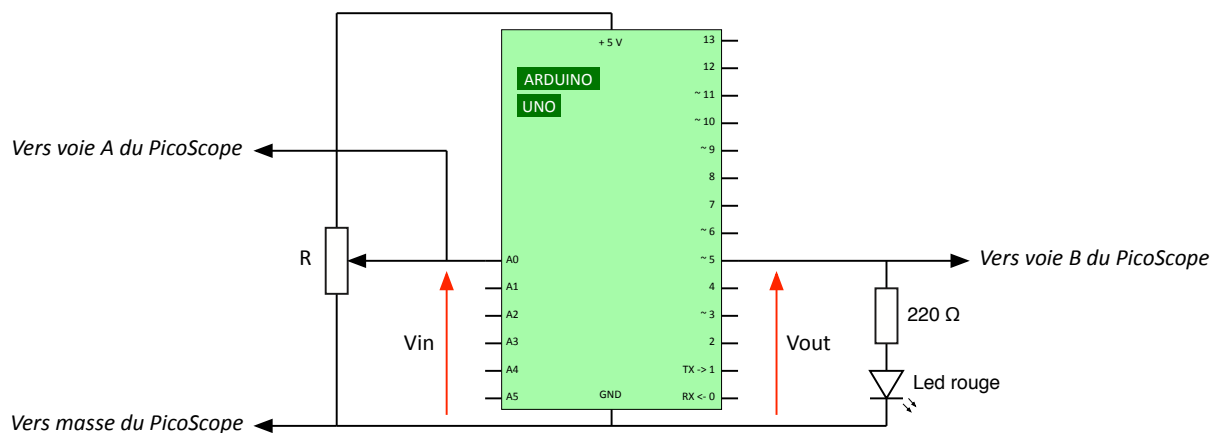 + 5 V
ARDUINO
UNO
13
12
~ 11
~ 10
~ 9
8
7
~ 6
~ 5
4
~ 3
2
TX -> 1
RX <- 0
A0
A1
A2
A3
A4
A5
GND
Vers voie A du PicoScope
R
Vin
Vers masse du PicoScope
Vout
Vers voie B du PicoScope
220 Ω
Led rouge